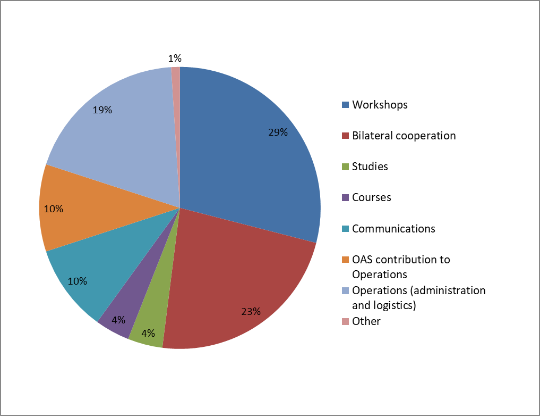 1%
19%
29%
10%
10%
4%
4%
23%
Workshops
Bilateral cooperation
Studies
Courses
Communications
OAS contribution to
Operations
Operations (administration
and logistics)
Other